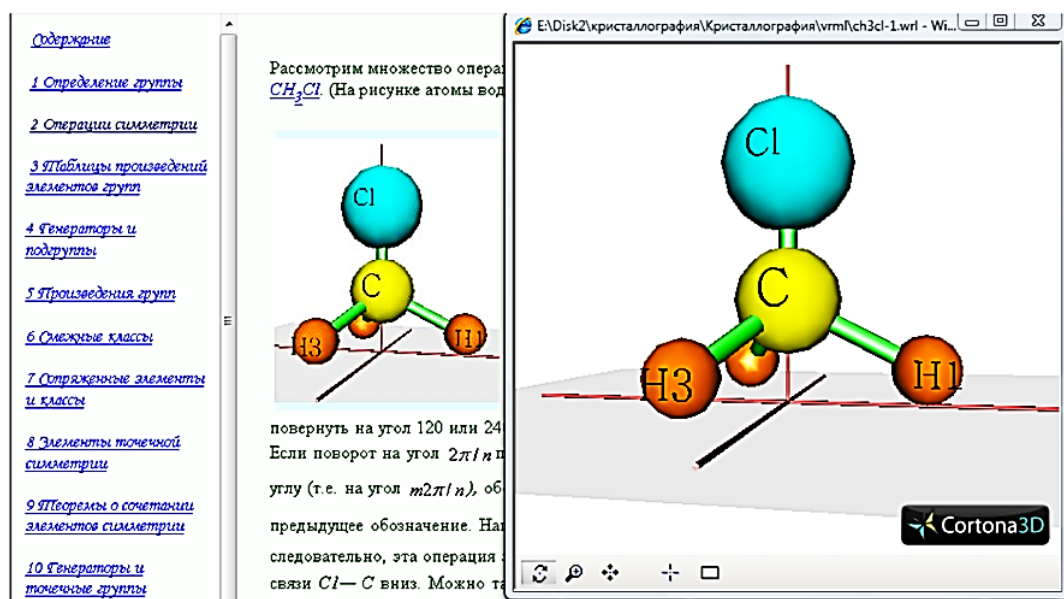 Содержание
1 Определение группы
2 Операции симметрии
3 Таблицы произведений
элементов групп
4 Генераторы и
подгруппы
5 Произведения групп
6 Смежные классы
7 Сопряженные элементы
и классы
8 Элементы точечной
симметрии
9 Теоремы о сочетании
элементов симметрии
10 Генераторы и
точечные группы
Рассмотрим множество опера
CH3Cl. (На рисунке атомы вод
Cl
C
H3
H1
повернуть на угол 120 или 24
Если поворот на угол 2π/n п
углу (т.е. на угол m2π/n), об
предыдущее обозначение. На
следовательно, эта операция
связи Cl— C вниз. Можно та
E:\Disk2\кристаллография\Кристаллография\vrml\ch3cl-1.wrl - Wi...
Cl
C
H3
H1
Cortona3D